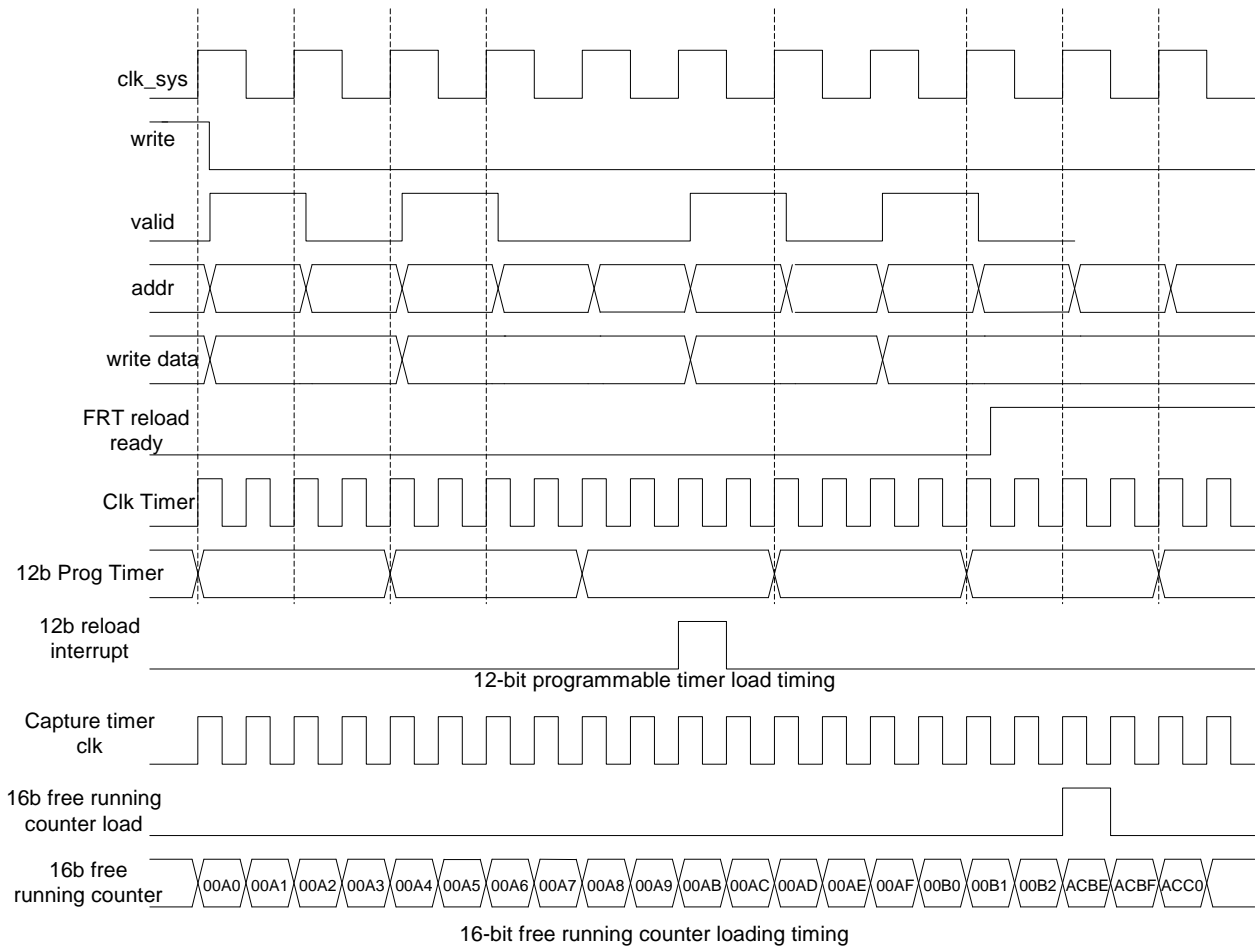 clk_sys
write
valid
addr
write data
FRT reload
ready
Clk Timer
12b Prog Timer
12b reload
interrupt
12-bit programmable timer load timing
Capture timer
clk
16b free running
counter load
16b free
running counter
00A0 00A1 00A2 00A3 00A4 00A5 00A6 00A7 00A8 00A9 00AB 00AC 00AD 00AE 00AF 00B0 00B1 00B2 ACBE ACBF ACC0
16-bit free running counter loading timing